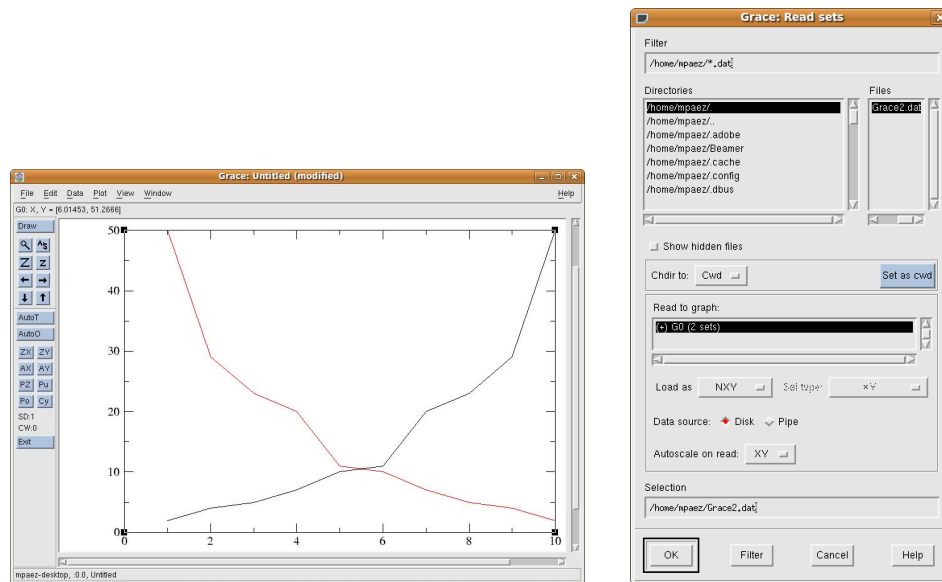 Grace: Untitled (modified)
File Edit Data Plot View Window Help
G0: X, Y = [6.01453, 51.2666]
Draw
AS
Z z
AutoT
AutoO
ZX ZY
AX AY
PZ Pu
Po Cy
SD:1
CW:0
Exit
50
40
30
20
10
0
0 2 4 6 8 10
mpaez-desktop, :0.0, Untitled
Grace: Read sets
Filter
/home/mpaez/*.dat
Directories Files
/home/mpaez/. Grace2.dat
/home/mpaez/..
/home/mpaez/.adobe
/home/mpaez/Beamer
/home/mpaez/.cache
/home/mpaez/.config
/home/mpaez/.dbus
Show hidden files
Chdir to: Cwd Set as cwd
Read to graph:
(+) G0 (2 sets)
Load as NXY Set type: XY
Data source: Disk Pipe
Autoscale on read: XY
Selection
/home/mpaez/Grace2.dat
OK Filter Cancel Help